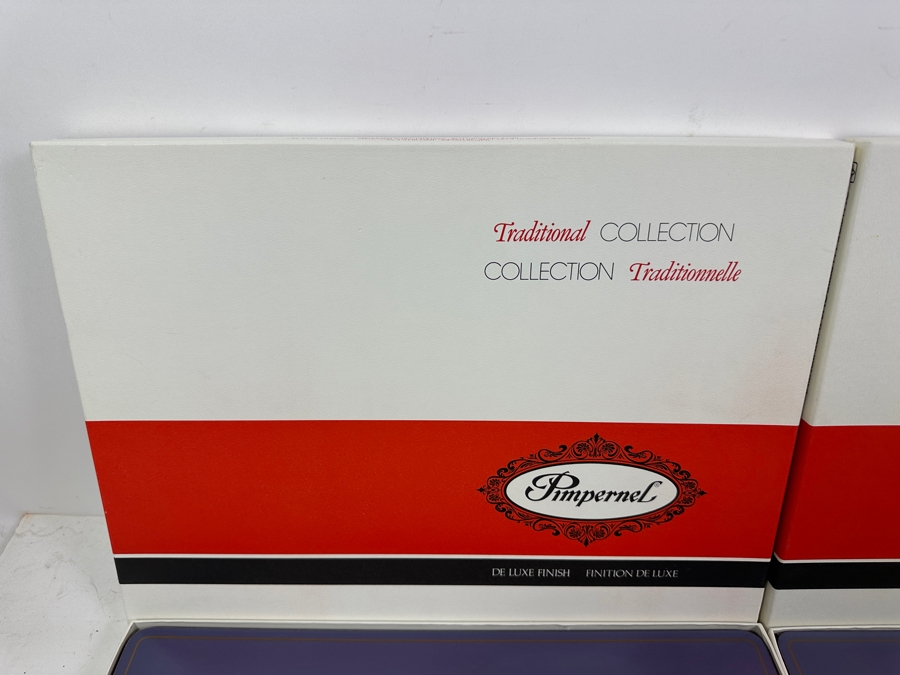 Traditional COLLECTION
COLLECTION Traditionnelle
Pimpernel®
DE LUXE FINISH FINITION DE LUXE